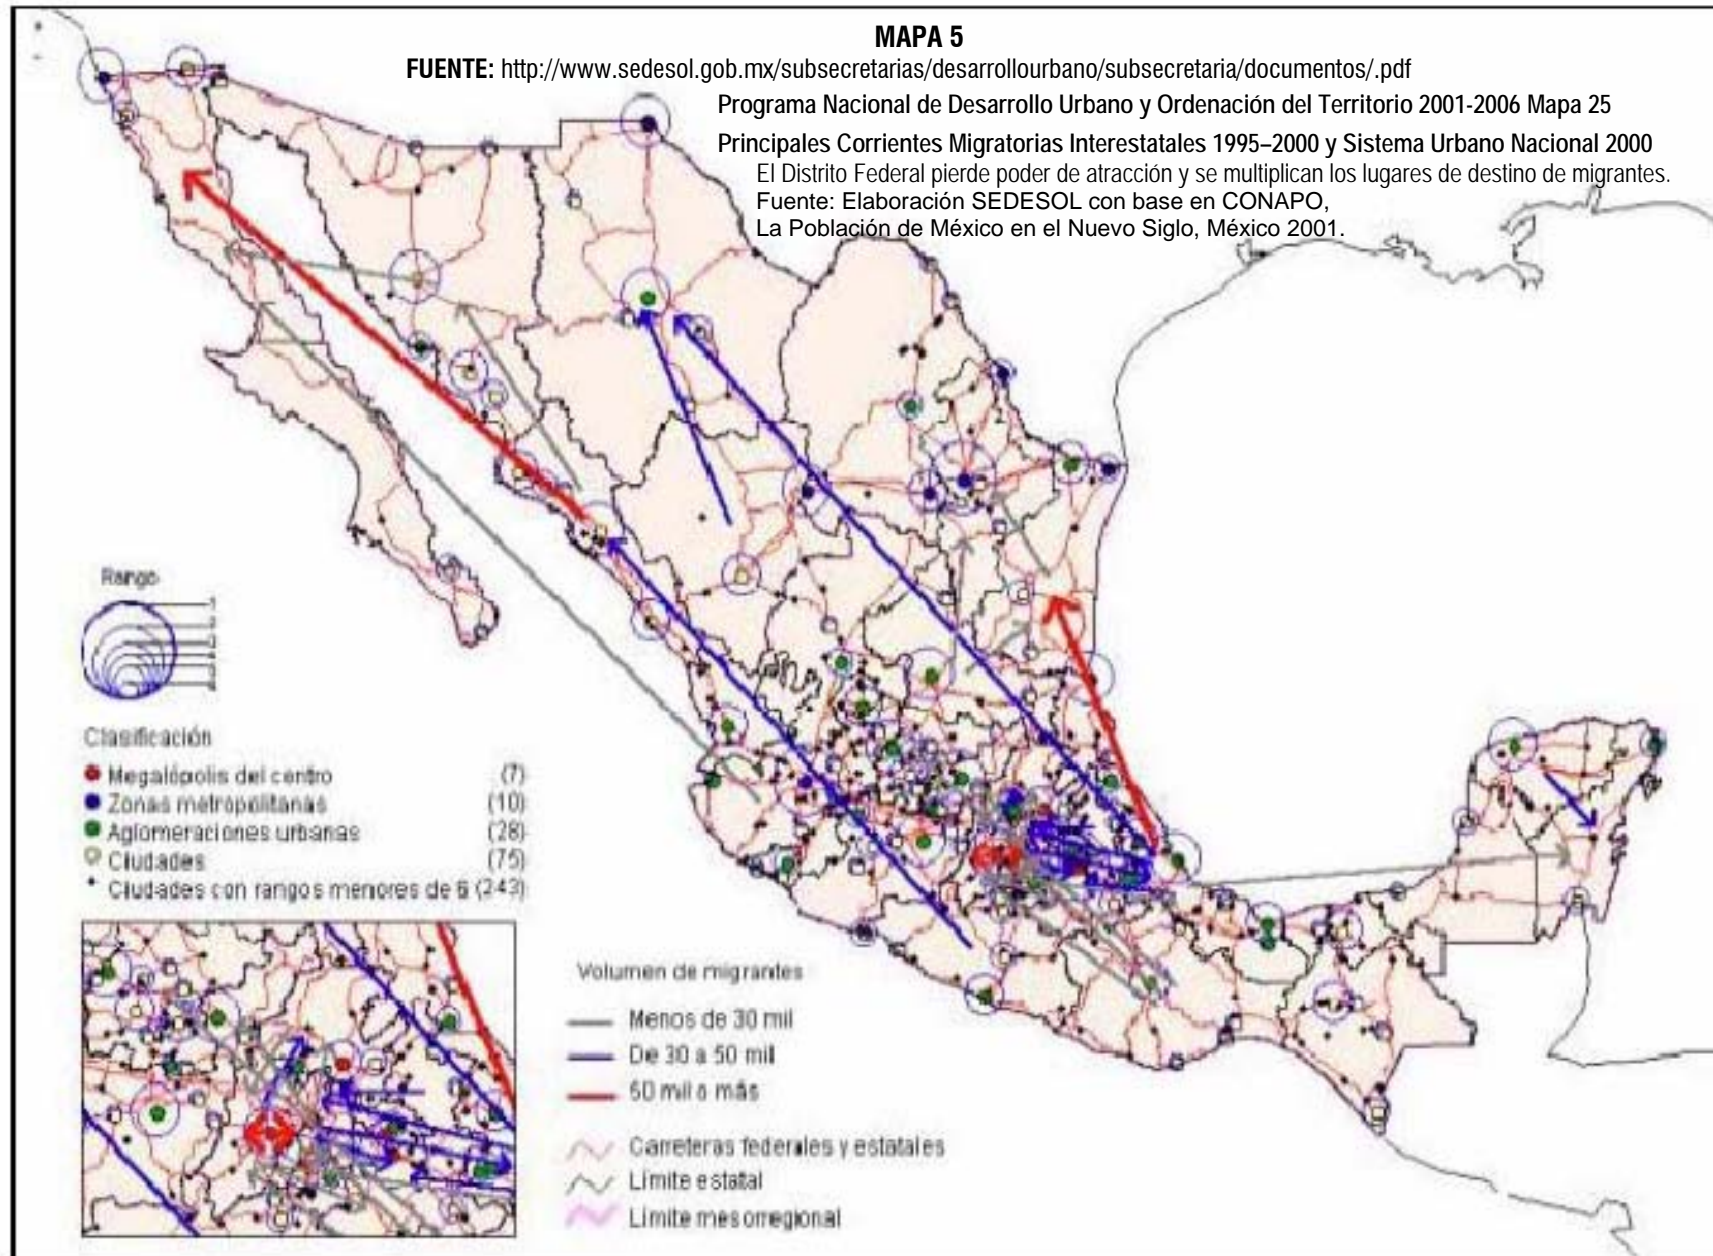 MAPA 5
FUENTE: http://www.sedesol.gob.mx/subsecretarias/desarrollourbano/subsecretaria/documentos/.pdf
Programa Nacional de Desarrollo Urbano y Ordenación del Territorio 2001-2006 Mapa 25
Principales Corrientes Migratorias Interestatales 1995–2000 y Sistema Urbano Nacional 2000
El Distrito Federal pierde poder de atracción y se multiplican los lugares de destino de migrantes.
Fuente: Elaboración SEDESOL con base en CONAPO,
La Población de México en el Nuevo Siglo, México 2001.
Rango
Clasificación
Megalópolis del centro (7)
Zonas metropolitanas (10)
Aglomeraciones urbanas (28)
Ciudades (75)
Ciudades con rangos menores de 6 (243)
Volumen de migrantes
Menos de 30 mil
De 30 a 50 mil
50 mil o más
Carreteras federales y estatales
Límite estatal
Límite mesorregional